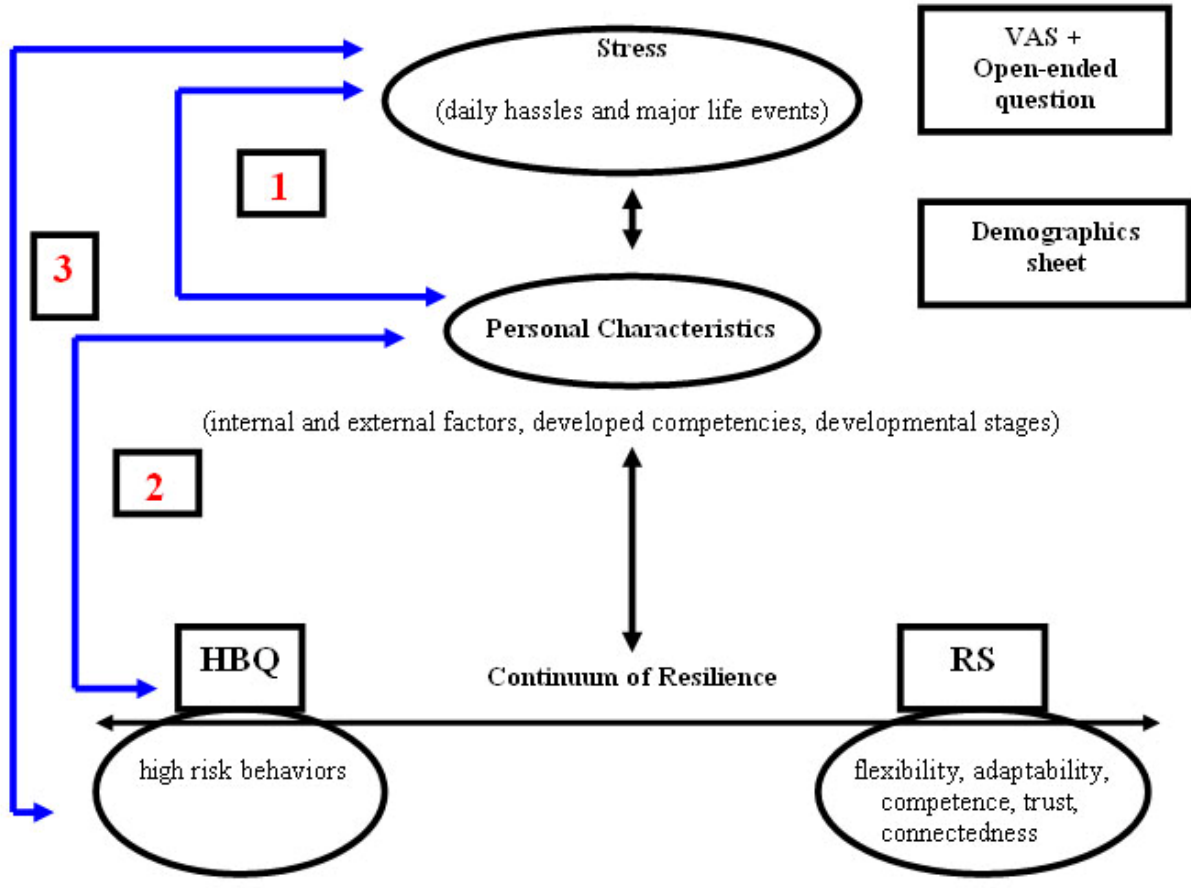 Stress
(daily hassles and major life events)
VAS +
Open-ended
question
1
Demographics
sheet
3
Personal Characteristics
(internal and external factors, developed competencies, developmental stages)
2
HBQ
Continuum of Resilience
RS
high risk behaviors
flexibility, adaptability,
competence, trust,
connectedness